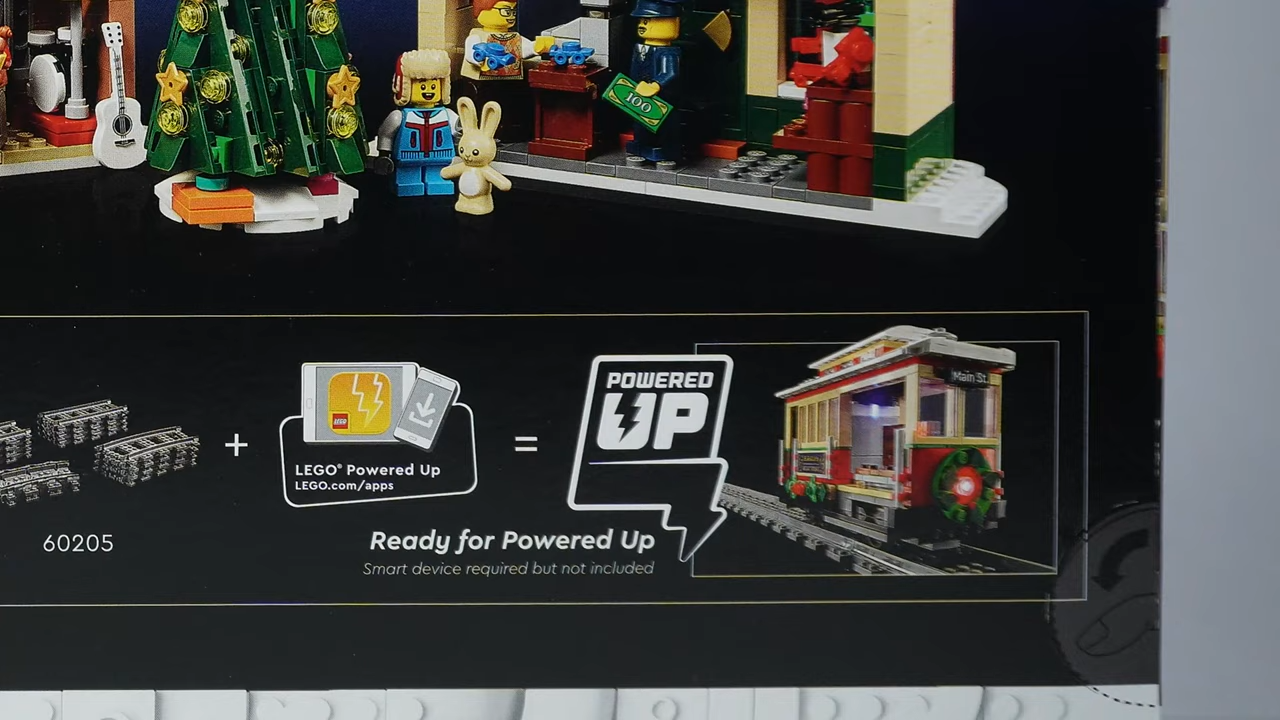 100
Main St.
POWERED
UP
LEGO
LEGO® Powered Up
LEGO.com/apps
+
=
60205
Ready for Powered Up
Smart device required but not included